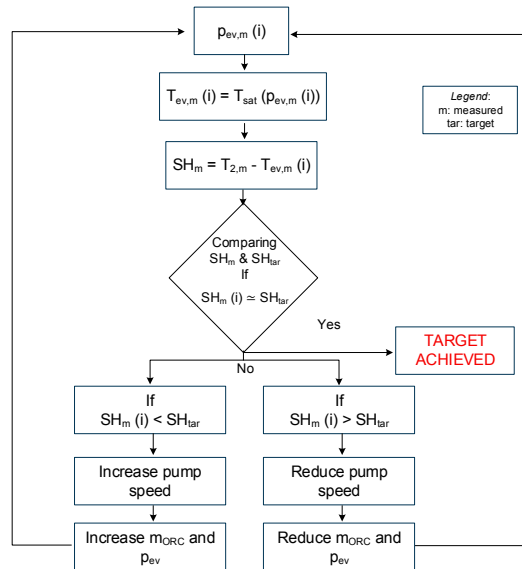 p_ev,m (i)
T_ev,m (i) = T_sat (p_ev,m (i))
Legend:
m: measured
tar: target
SH_m = T_2,m - T_ev,m (i)
Comparing
SH_m & SH_tar
If
SH_m (i) ≃ SH_tar
Yes
TARGET
ACHIEVED
No
If
SH_m (i) < SH_tar
If
SH_m (i) > SH_tar
Increase pump
speed
Reduce pump
speed
Increase m_ORC and
p_ev
Reduce m_ORC and
p_ev